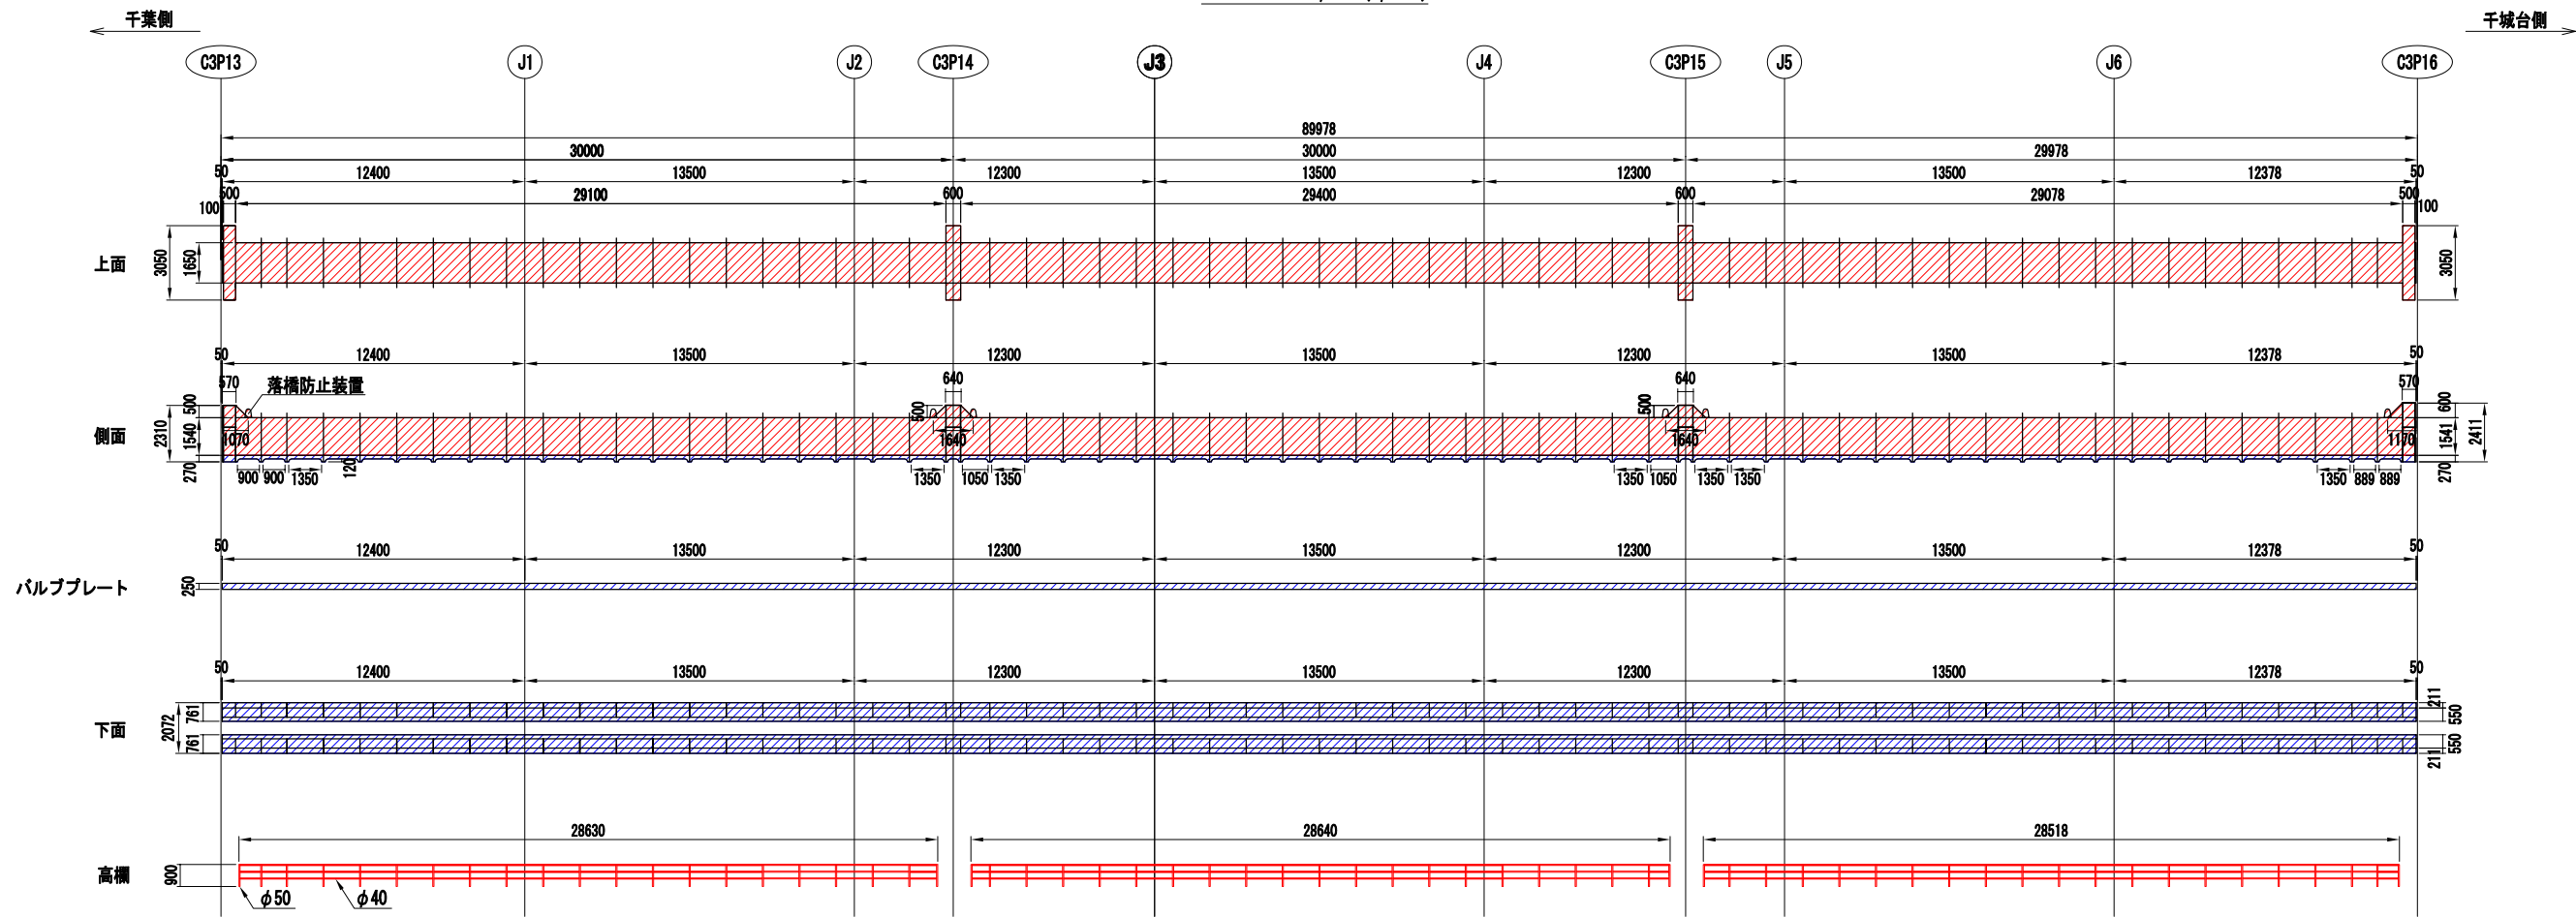 千葉側
千城台側
C3P13 J1 J2 C3P14 J3 J4 C3P15 J5 J6 C3P16
89978
30000 30000 29978
50 12400 13500 12300 13500 12300 13500 12378 50
500 29100 600 29400 600 29078 500
100 100
上面 3050 1650 3050
50 12400 13500 12300 13500 12300 13500 12378 50
570 落橋防止装置 640 640 570
側面 2310 500 1540 270 1070 500 1640 500 1640 1170 600 1541 270 2411
900 900 1350 120 1350 1050 1350 1350 1050 1350 1350 1350 889 889
50 12400 13500 12300 13500 12300 13500 12378 50
バルブプレート 250
50 12400 13500 12300 13500 12300 13500 12378 50
下面 2072 761 761 211 550 550 211
28630 28640 28518
高欄 900
φ50 φ40